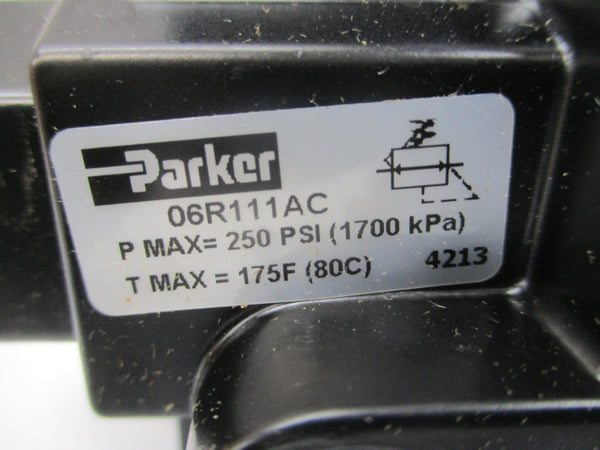 Parker
06R111AC
P MAX= 250 PSI (1700 kPa)
T MAX = 175F (80C)
4213